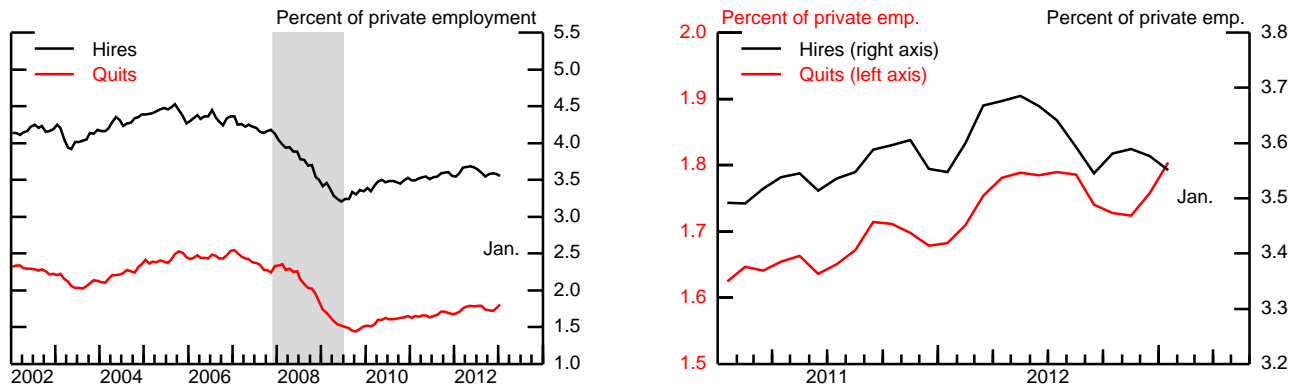 Percent of private employment
Hires
Quits
5.5
5.0
4.5
4.0
3.5
3.0
2.5
2.0
1.5
1.0
Jan.
2002 2004 2006 2008 2010 2012
Percent of private emp. Percent of private emp.
Hires (right axis)
Quits (left axis)
2.0
1.9
1.8
1.7
1.6
1.5
3.8
3.7
3.6
3.5
3.4
3.3
3.2
Jan.
2011 2012